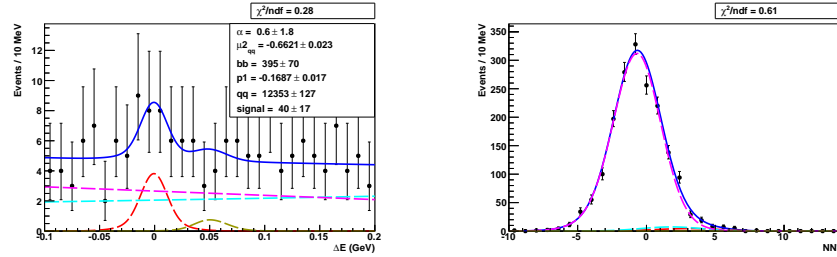 χ²/ndf = 0.28
Events / 10 MeV
12
10
8
6
4
2
0
α = 0.6 ± 1.8
μ2_qq = -0.6621 ± 0.023
bb = 395 ± 70
p1 = -0.1687 ± 0.017
qq = 12353 ± 127
signal = 40 ± 17
-0.1 -0.05 0 0.05 0.1 0.15 0.2
ΔE (GeV)
χ²/ndf = 0.61
Events / 10 MeV
350
300
250
200
150
100
50
0
-10 -5 0 5 10
NN